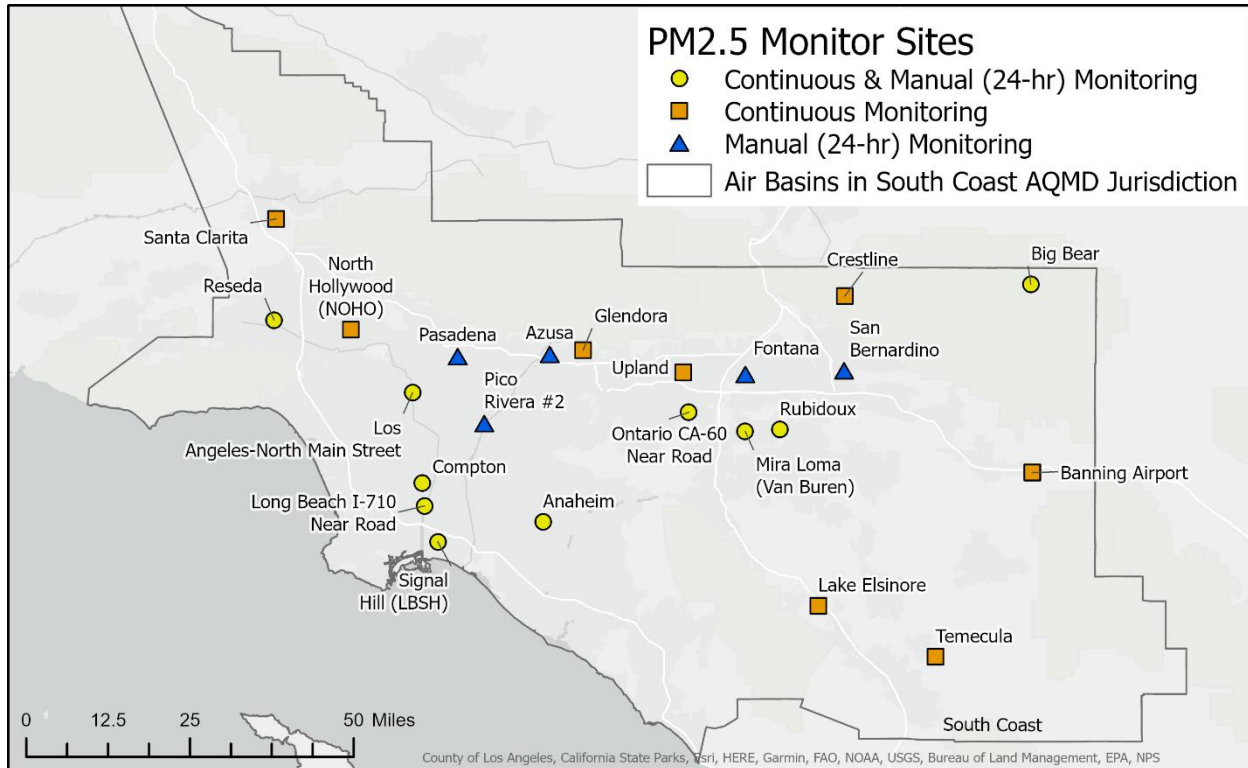 PM2.5 Monitor Sites
Continuous & Manual (24-hr) Monitoring
Continuous Monitoring
Manual (24-hr) Monitoring
Air Basins in South Coast AQMD Jurisdiction
Santa Clarita
Reseda
North
Hollywood
(NOHO)
Pasadena
Azusa
Glendora
Crestline
Big Bear
Upland
Fontana
San
Bernardino
Pico
Rivera #2
Los
Angeles-North Main Street
Ontario CA-60
Near Road
Rubidoux
Mira Loma
(Van Buren)
Compton
Long Beach I-710
Near Road
Anaheim
Banning Airport
Signal
Hill (LBSH)
Lake Elsinore
Temecula
South Coast
0 12.5 25 50 Miles
County of Los Angeles, California State Parks, Esri, HERE, Garmin, FAO, NOAA, USGS, Bureau of Land Management, EPA, NPS